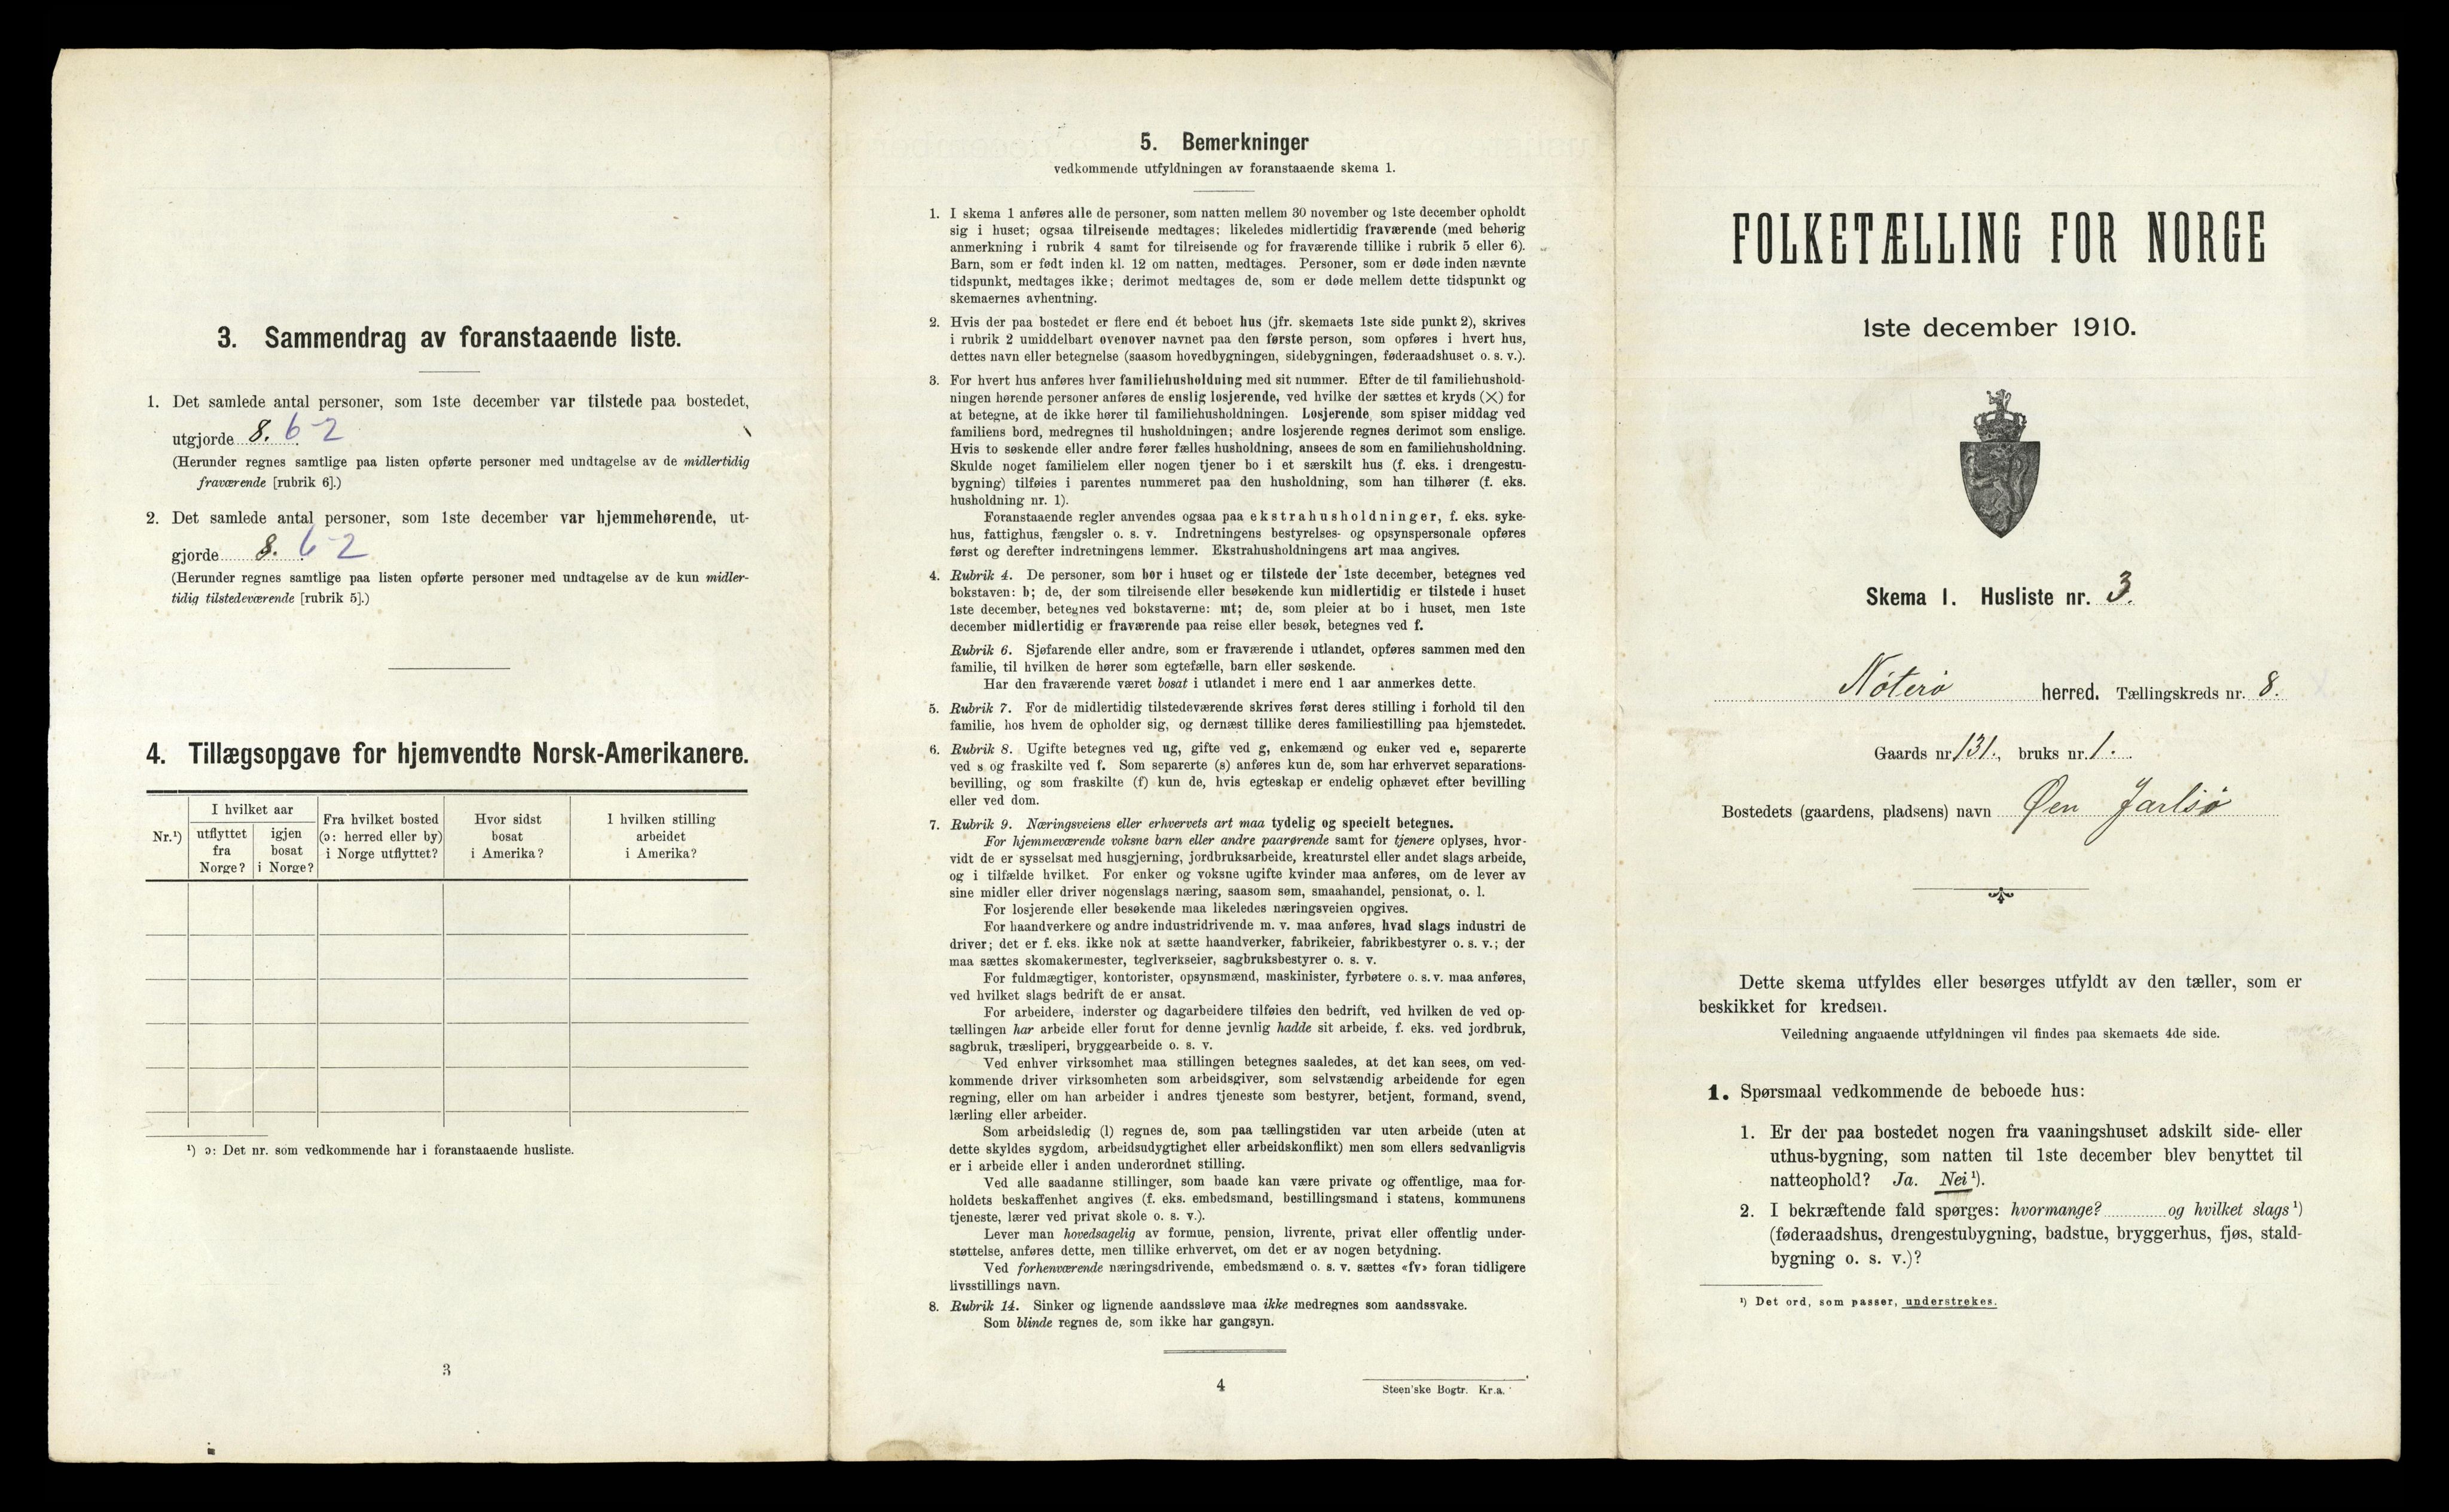 3. Sammendrag av foranstaaende liste.
1. Det samlede antal personer, som 1ste december var tilstede paa bostedet,
utgjorde 8. 6-2
(Herunder regnes samtlige paa listen opførte personer med undtagelse av de midlertidig
fraværende [rubrik 6].)
2. Det samlede antal personer, som 1ste december var hjemmehørende, ut-
gjorde 8. 6-2
(Herunder regnes samtlige paa listen opførte personer med undtagelse av de kun midler-
tidig tilstedeværende [rubrik 5].)
4. Tillægsopgave for hjemvendte Norsk-Amerikanere.
Nr.¹)
I hvilket aar
utflyttet
fra
Norge?
igjen
bosat
i Norge?
Fra hvilket bosted
(ɔ: herred eller by)
i Norge utflyttet?
Hvor sidst
bosat
i Amerika?
I hvilken stilling
arbeidet
i Amerika?
¹) ɔ: Det nr. som vedkommende har i foranstaaende husliste.
3
5. Bemerkninger
vedkommende utfyldningen av foranstaaende skema 1.
1. I skema 1 anføres alle de personer, som natten mellem 30 november og 1ste december opholdt
sig i huset; ogsaa tilreisende medtages; likeledes midlertidig fraværende (med behørig
anmerkning i rubrik 4 samt for tilreisende og for fraværende tillike i rubrik 5 eller 6).
Barn, som er født inden kl. 12 om natten, medtages. Personer, som er døde inden nævnte
tidspunkt, medtages ikke; derimot medtages de, som er døde mellem dette tidspunkt og
skemaernes avhentning.
2. Hvis der paa bostedet er flere end ét beboet hus (jfr. skemaets 1ste side punkt 2), skrives
i rubrik 2 umiddelbart ovenover navnet paa den første person, som opføres i hvert hus,
dettes navn eller betegnelse (saasom hovedbygningen, sidebygningen, føderaadshuset o. s. v.).
3. For hvert hus anføres hver familiehusholdning med sit nummer. Efter de til familiehushold-
ningen hørende personer anføres de enslig losjerende, ved hvilke der sættes et kryds (×) for
at betegne, at de ikke hører til familiehusholdningen. Losjerende som spiser middag ved
familiens bord, medregnes til husholdningen; andre losjerende regnes derimot som enslige.
Hvis to søskende eller andre fører fælles husholdning, ansees de som en familiehusholdning.
Skulde noget familielem eller nogen tjener bo i et særskilt hus (f. eks. i drengestu-
bygning) tilføies i parentes nummeret paa den husholdning, som han tilhører (f. eks.
husholdning nr. 1).
Foranstaaende regler anvendes ogsaa paa ekstrahusholdninger, f. eks. syke-
hus, fattighus, fængsler o. s. v. Indretningens bestyrelses- og opsynspersonale opføres
først og derefter indretningens lemmer. Ekstrahusholdningens art maa angives.
4. Rubrik 4. De personer, som bor i huset og er tilstede der 1ste december, betegnes ved
bokstaven: b; de, der som tilreisende eller besøkende kun midlertidig er tilstede i huset
1ste december, betegnes ved bokstaverne: mt; de, som pleier at bo i huset, men 1ste
december midlertidig er fraværende paa reise eller besøk, betegnes ved f.
Rubrik 6. Sjøfarende eller andre, som er fraværende i utlandet, opføres sammen med den
familie, til hvilken de hører som egtefælle, barn eller søskende.
Har den fraværende været bosat i utlandet i mere end 1 aar anmerkes dette.
5. Rubrik 7. For de midlertidig tilstedeværende skrives først deres stilling i forhold til den
familie, hos hvem de opholder sig, og dernæst tillike deres familiestilling paa hjemstedet.
6. Rubrik 8. Ugifte betegnes ved ug, gifte ved g, enkemænd og enker ved e, separerte
ved s og fraskilte ved f. Som separerte (s) anføres kun de, som har erhvervet separations-
bevilling, og som fraskilte (f) kun de, hvis egteskap er endelig ophævet efter bevilling
eller ved dom.
7. Rubrik 9. Næringsveiens eller erhvervets art maa tydelig og specielt betegnes.
For hjemmeværende voksne barn eller andre paarørende samt for tjenere oplyses, hvor-
vidt de er sysselsat med husgjerning, jordbruksarbeide, kreaturstel eller andet slags arbeide,
og i tilfælde hvilket. For enker og voksne ugifte kvinder maa anføres, om de lever av
sine midler eller driver nogenslags næring, saasom søm, smaahandel, pensionat, o. l.
For losjerende eller besøkende maa likeledes næringsveien opgives.
For haandverkere og andre industridrivende m. v. maa anføres, hvad slags industri de
driver; det er f. eks. ikke nok at sætte haandverker, fabrikeier, fabrikbestyrer o. s. v.; der
maa sættes skomakermester, teglverkseier, sagbruksbestyrer o. s. v.
For fuldmægtiger, kontorister, opsynsmænd, maskinister, fyrbøtere o. s. v. maa anføres,
ved hvilket slags bedrift de er ansat.
For arbeidere, inderster og dagarbeidere tilføies den bedrift, ved hvilken de ved op-
tællingen har arbeide eller forut for denne jevnlig hadde sit arbeide, f. eks. ved jordbruk,
sagbruk, træsliperi, bryggearbeide o. s. v.
Ved enhver virksomhet maa stillingen betegnes saaledes, at det kan sees, om ved-
kommende driver virksomheten som arbeidsgiver, som selvstændig arbeidende for egen
regning, eller om han arbeider i andres tjeneste som bestyrer, betjent, formand, svend,
lærling eller arbeider.
Som arbeidsledig (l) regnes de, som paa tællingstiden var uten arbeide (uten at
dette skyldes sygdom, arbeidsudygtighet eller arbeidskonflikt) men som ellers sedvanligvis
er i arbeide eller i anden underordnet stilling.
Ved alle saadanne stillinger, som baade kan være private og offentlige, maa for-
holdets beskaffenhet angives (f. eks. embedsmand, bestillingsmand i statens, kommunens
tjeneste, lærer ved privat skole o. s. v.).
Lever man hovedsagelig av formue, pension, livrente, privat eller offentlig under-
støttelse, anføres dette, men tillike erhvervet, om det er av nogen betydning.
Ved forhenværende næringsdrivende, embedsmænd o. s. v. sættes «fv» foran tidligere
livsstillings navn.
8. Rubrik 14. Sinker og lignende aandssløve maa ikke medregnes som aandssvake.
Som blinde regnes de, som ikke har gangsyn.
4
Steen'ske Bogtr. Kr.a.
FOLKETÆLLING FOR NORGE
1ste december 1910.
Skema 1. Husliste nr. 3.
Nöterö herred. Tællingskreds nr. 8.
Gaards nr. 131., bruks nr. 1.
Bostedets (gaardens, pladsens) navn Øen Jarlsö
Dette skema utfyldes eller besørges utfyldt av den tæller, som er
beskikket for kredsen.
Veiledning angaaende utfyldningen vil findes paa skemaets 4de side.
1. Spørsmaal vedkommende de beboede hus:
1. Er der paa bostedet nogen fra vaaningshuset adskilt side- eller
uthus-bygning, som natten til 1ste december blev benyttet til
natteophold? Ja. Nei ¹).
2. I bekræftende fald spørges: hvormange? og hvilket slags ¹)
(føderaadshus, drengestubygning, badstue, bryggerhus, fjøs, stald-
bygning o. s. v.)?
¹) Det ord, som passer, understrekes.